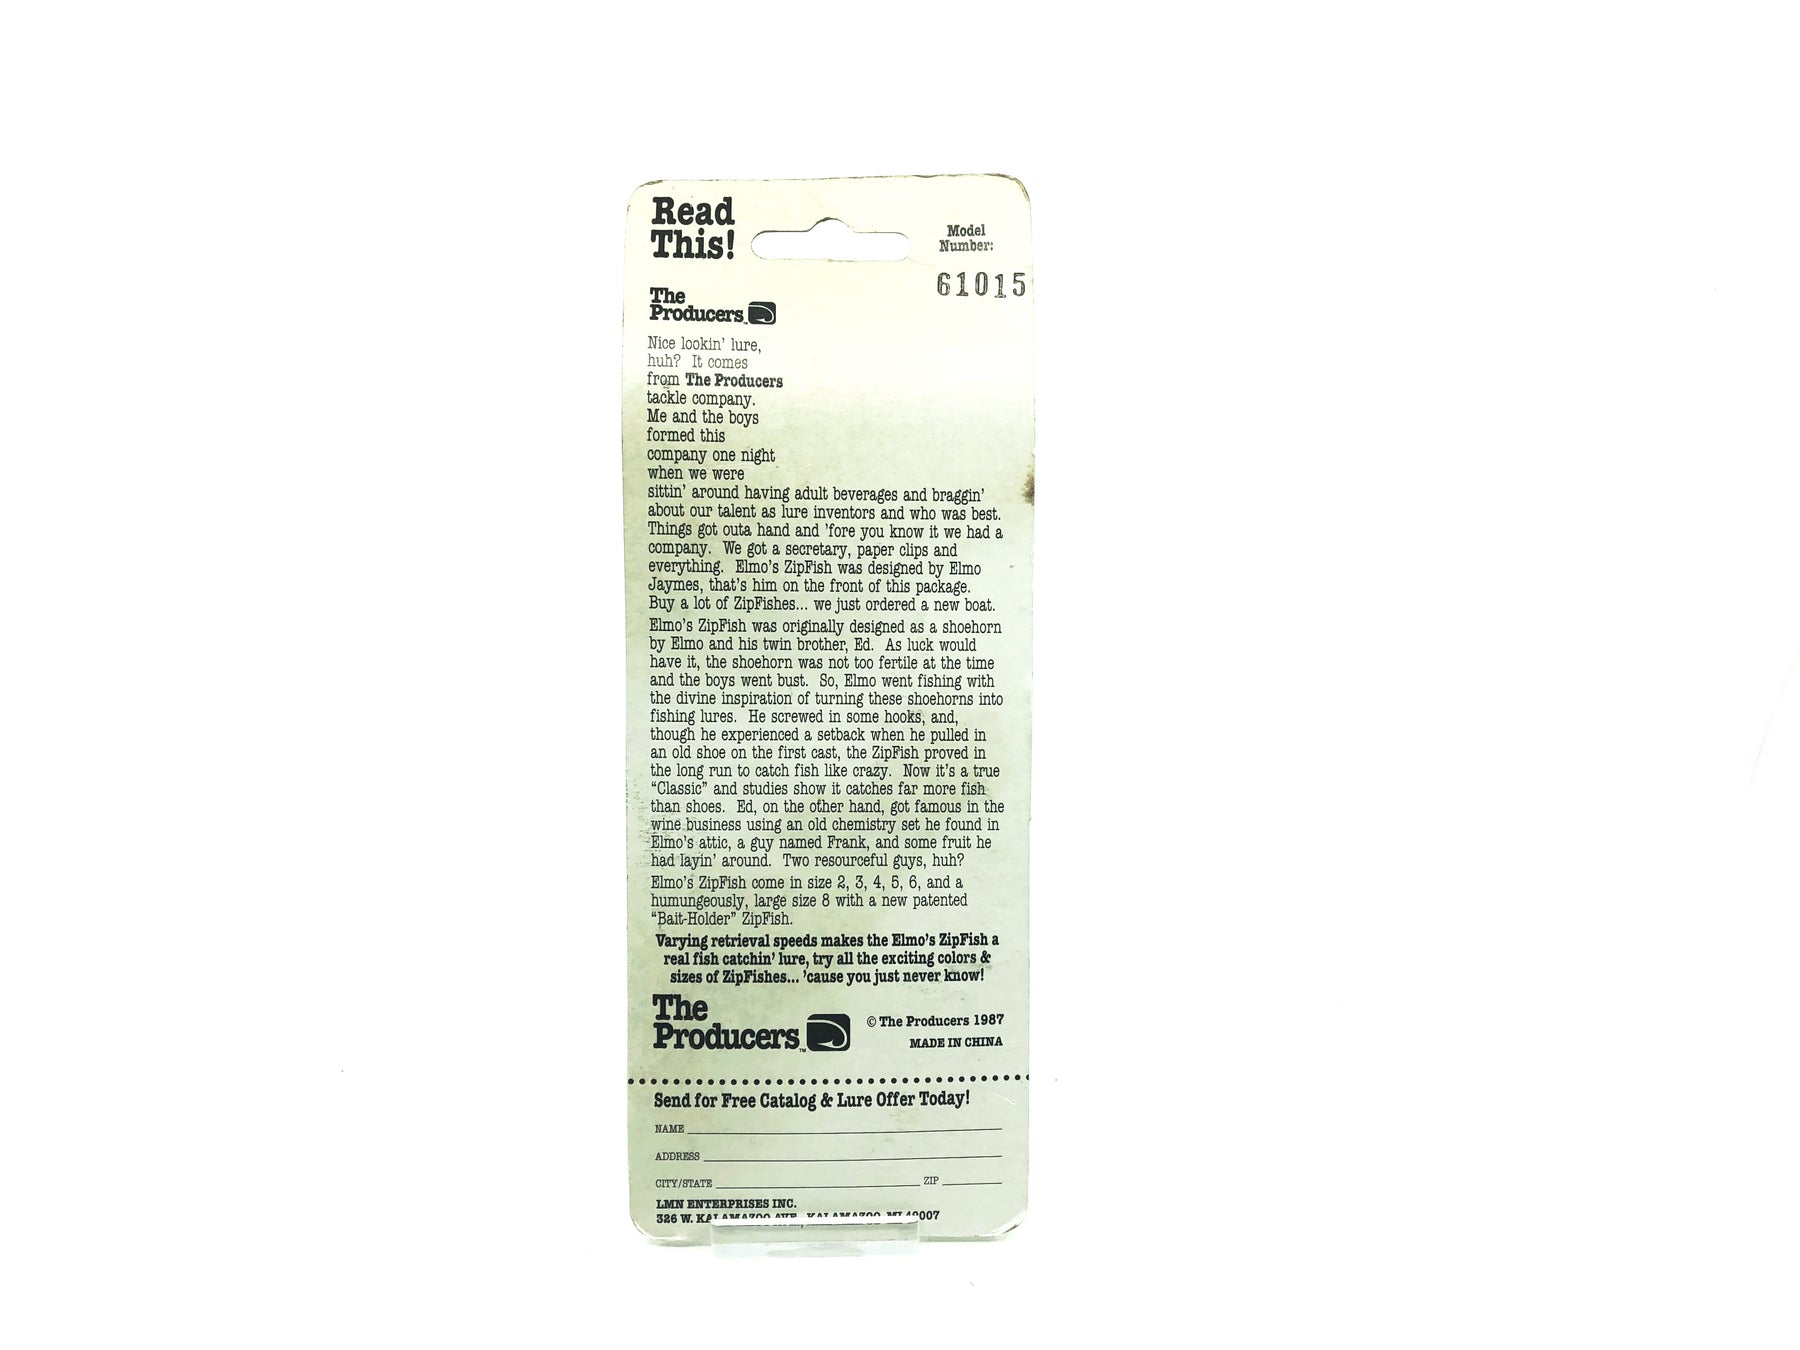 Read
This!
Model
Number:
61015
The
Producers™
Nice lookin' lure,
huh? It comes
from The Producers
tackle company.
Me and the boys
formed this
company one night
when we were
sittin' around having adult beverages and braggin'
about our talent as lure inventors and who was best.
Things got outa hand and 'fore you know it we had a
company. We got a secretary, paper clips and
everything. Elmo's ZipFish was designed by Elmo
Jaymes, that's him on the front of this package.
Buy a lot of ZipFishes... we just ordered a new boat.
Elmo's ZipFish was originally designed as a shoehorn
by Elmo and his twin brother, Ed. As luck would
have it, the shoehorn was not too fertile at the time
and the boys went bust. So, Elmo went fishing with
the divine inspiration of turning these shoehorns into
fishing lures. He screwed in some hooks, and,
though he experienced a setback when he pulled in
an old shoe on the first cast, the ZipFish proved in
the long run to catch fish like crazy. Now it's a true
"Classic" and studies show it catches far more fish
than shoes. Ed, on the other hand, got famous in the
wine business using an old chemistry set he found in
Elmo's attic, a guy named Frank, and some fruit he
had layin' around. Two resourceful guys, huh?
Elmo's ZipFish come in size 2, 3, 4, 5, 6, and a
humungeously, large size 8 with a new patented
"Bait-Holder" ZipFish.
Varying retrieval speeds makes the Elmo's ZipFish a
real fish catchin' lure, try all the exciting colors &
sizes of ZipFishes... 'cause you just never know!
The
Producers™
© The Producers 1987
MADE IN CHINA
Send for Free Catalog & Lure Offer Today!
NAME
ADDRESS
CITY/STATE ZIP
LMN ENTERPRISES INC.
326 W. KALAMAZOO AVE., KALAMAZOO, MI 49007